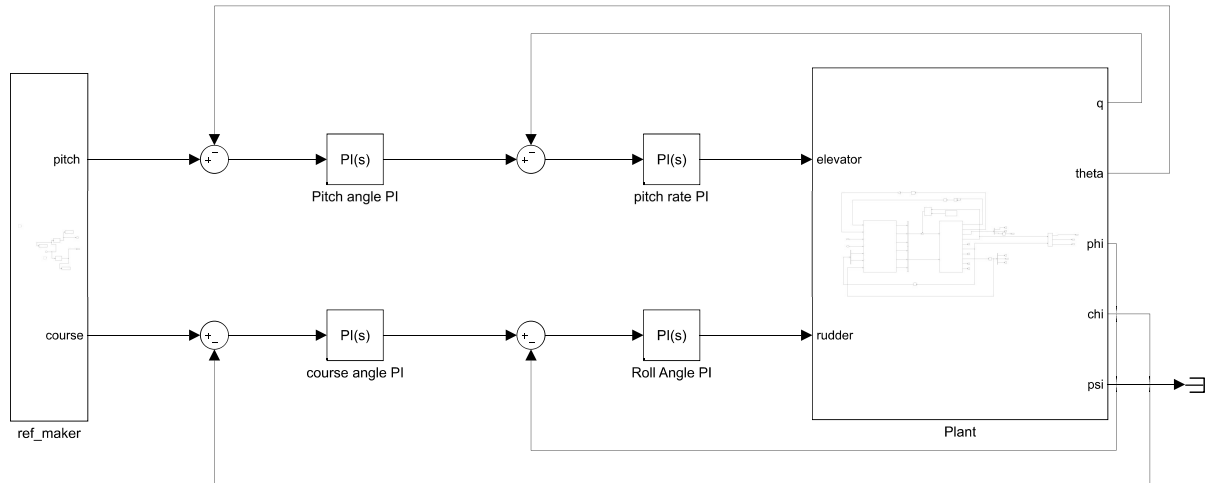 q
pitch
PI(s)
PI(s)
elevator
theta
Pitch angle PI
pitch rate PI
phi
chi
course
PI(s)
PI(s)
rudder
course angle PI
Roll Angle PI
psi
ref_maker
Plant